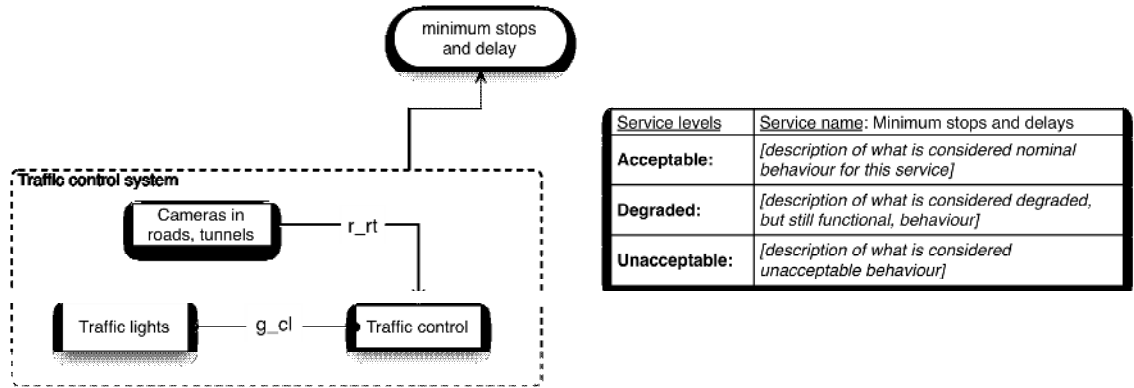 minimum stops
and delay
Traffic control system
Cameras in
roads, tunnels
r_rt
Traffic lights
g_cl
Traffic control
Service levels
Service name: Minimum stops and delays
Acceptable:
[description of what is considered nominal
behaviour for this service]
Degraded:
[description of what is considered degraded,
but still functional, behaviour]
Unacceptable:
[description of what is considered
unacceptable behaviour]